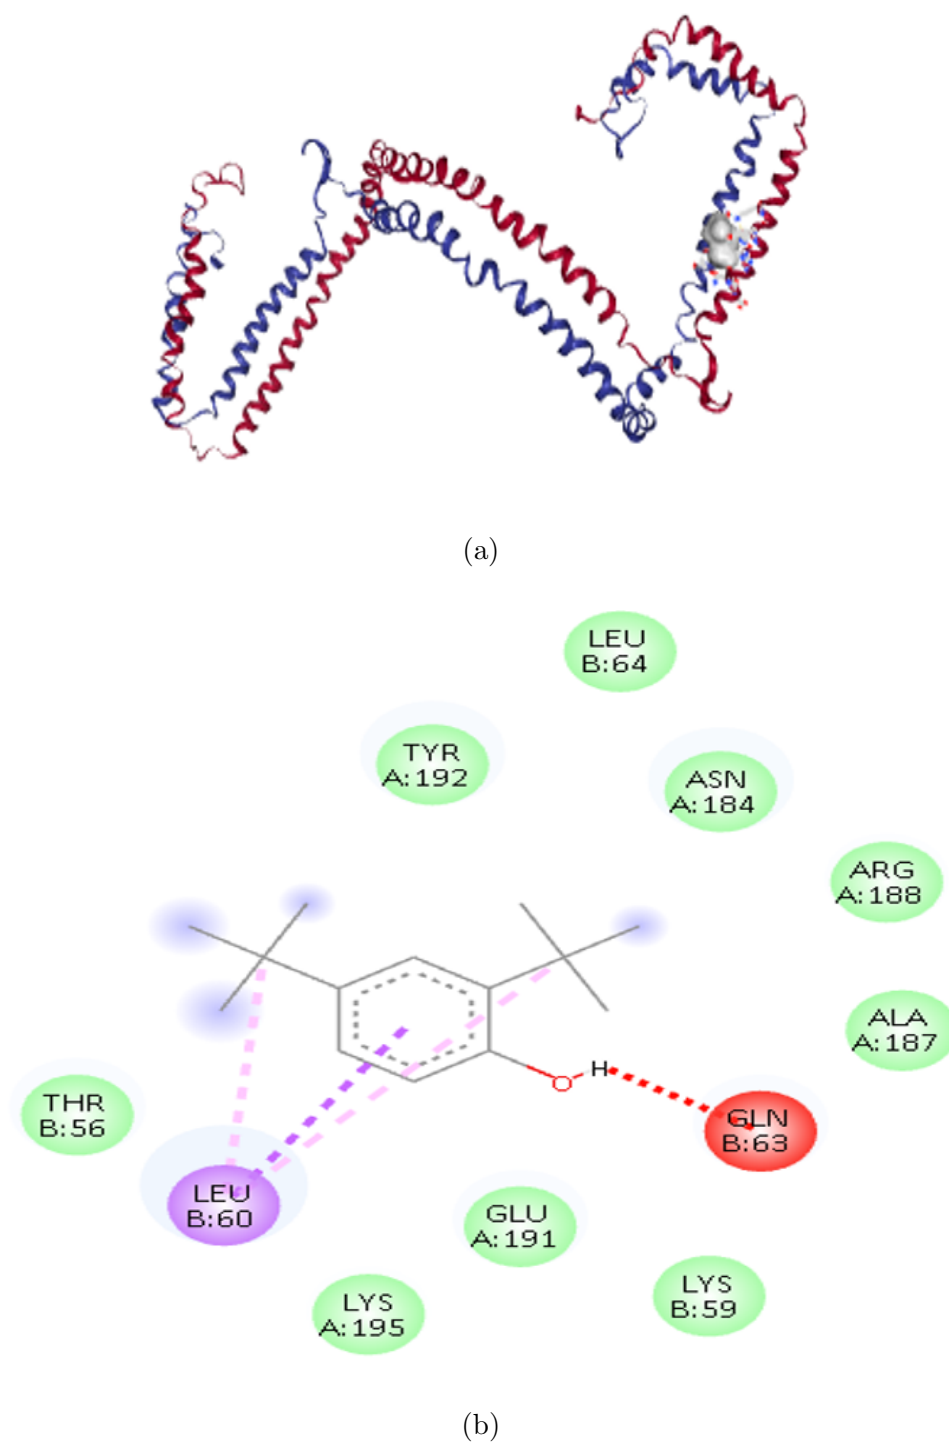 (a)
LEU
B:64
TYR
A:192
ASN
A:184
ARG
A:188
ALA
A:187
THR
B:56
O H
GLN
B:63
LEU
B:60
GLU
A:191
LYS
B:59
LYS
A:195
(b)